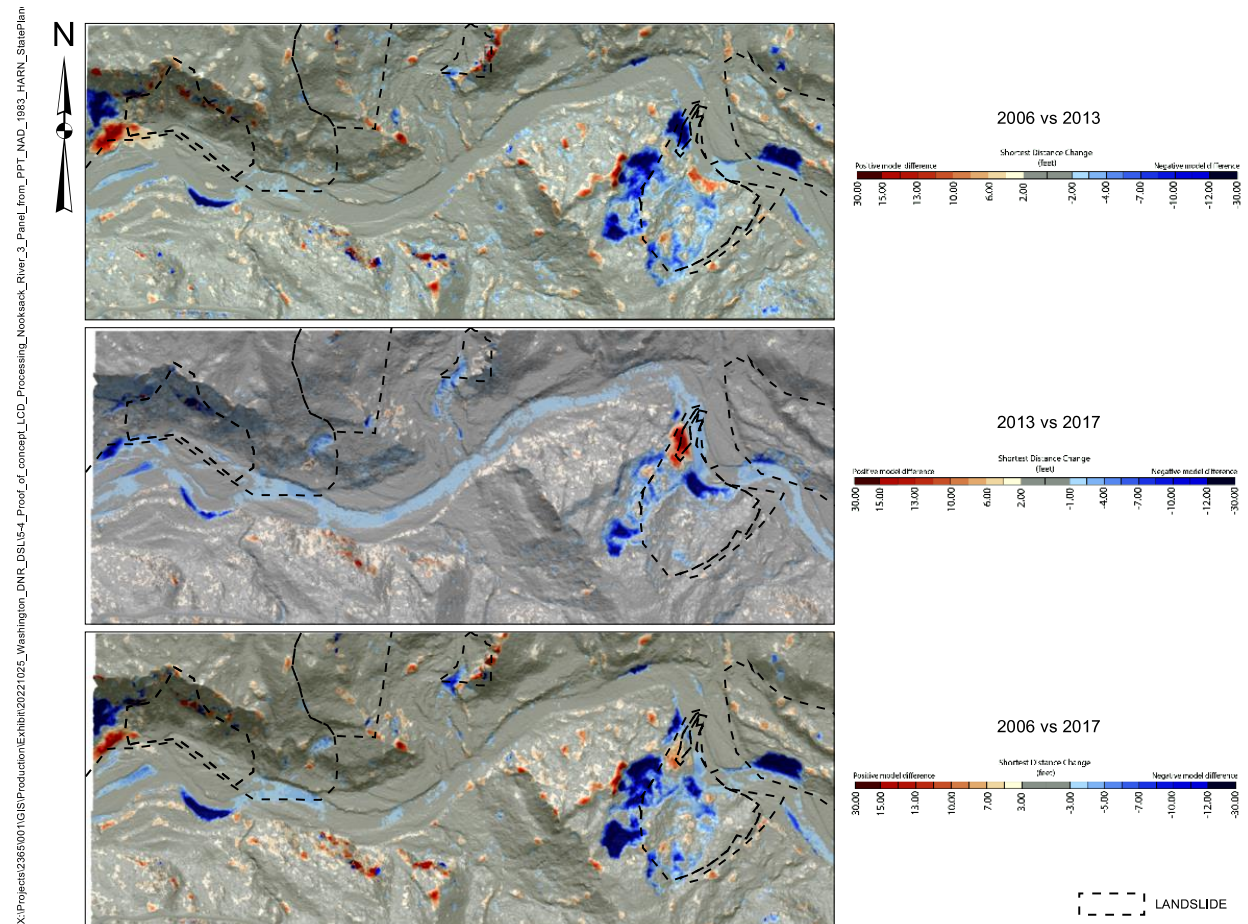 X:\Projects\2365\001\GIS\Production\Exhibit\20221025_Washington_DNR_DSL\5-4_Proof_of_concept_LCD_Processing_Nooksack_River_3_Panel_from_PPT_NAD_1983_HARN_StatePlan
N
2006 vs 2013
Shortest Distance Change
(feet)
Positive model difference
Negative model difference
30.00 15.00 13.00 10.00 6.00 2.00 -2.00 -4.00 -7.00 -10.00 -12.00 -30.00
2013 vs 2017
Shortest Distance Change
(feet)
Positive model difference
Negative model difference
30.00 15.00 13.00 10.00 6.00 2.00 -1.00 -4.00 -7.00 -10.00 -12.00 -30.00
2006 vs 2017
Shortest Distance Change
(feet)
Positive model difference
Negative model difference
30.00 15.00 13.00 10.00 7.00 3.00 -3.00 -4.00 -7.00 -10.00 -12.00 -30.00
LANDSLIDE